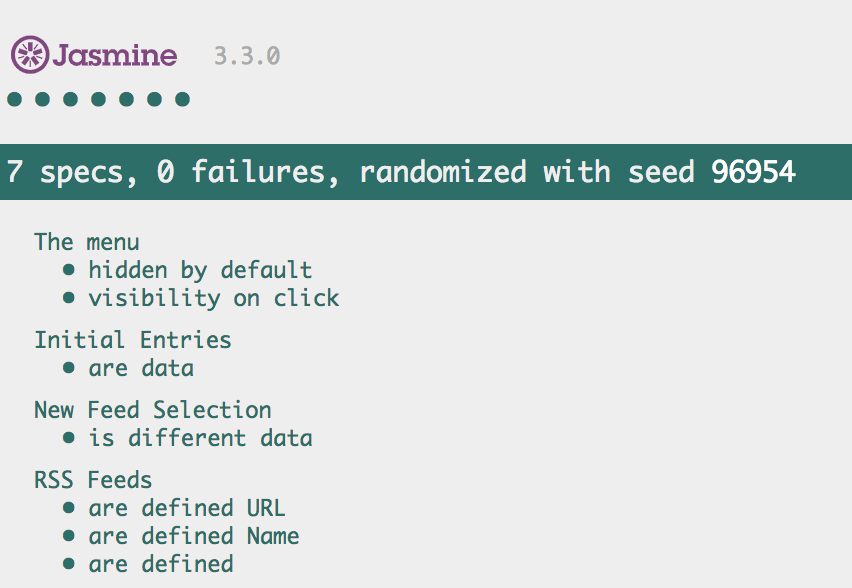 Jasmine 3.3.0
• • • • • • •
7 specs, 0 failures, randomized with seed 96954
The menu
• hidden by default
• visibility on click
Initial Entries
• are data
New Feed Selection
• is different data
RSS Feeds
• are defined URL
• are defined Name
• are defined